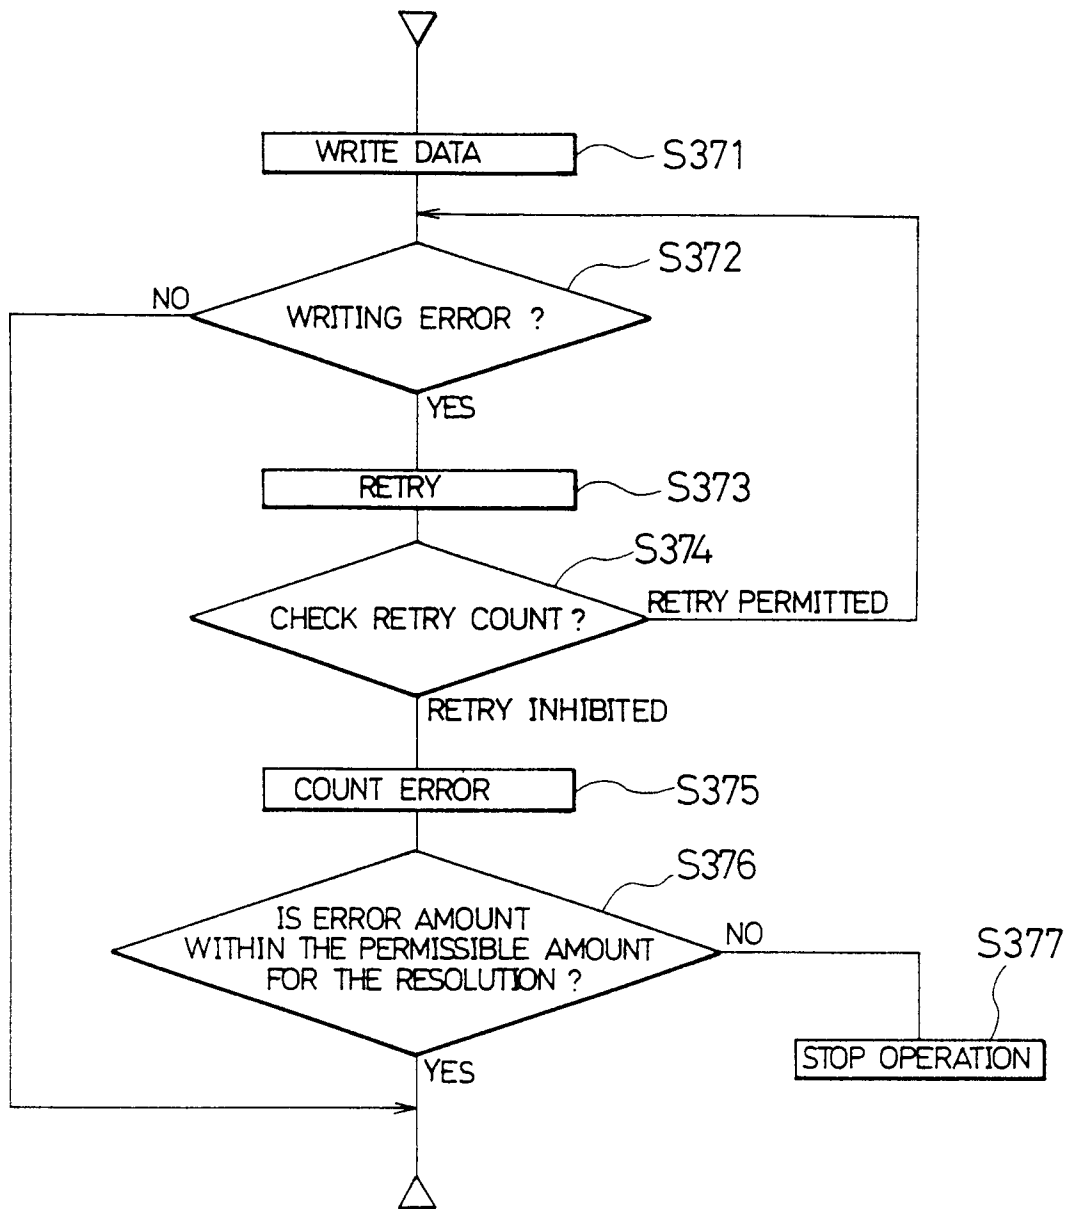 WRITE DATA
S371
S372
NO
WRITING ERROR ?
YES
RETRY
S373
S374
CHECK RETRY COUNT ?
RETRY PERMITTED
RETRY INHIBITED
COUNT ERROR
S375
S376
IS ERROR AMOUNT
WITHIN THE PERMISSIBLE AMOUNT
FOR THE RESOLUTION ?
NO
S377
STOP OPERATION
YES